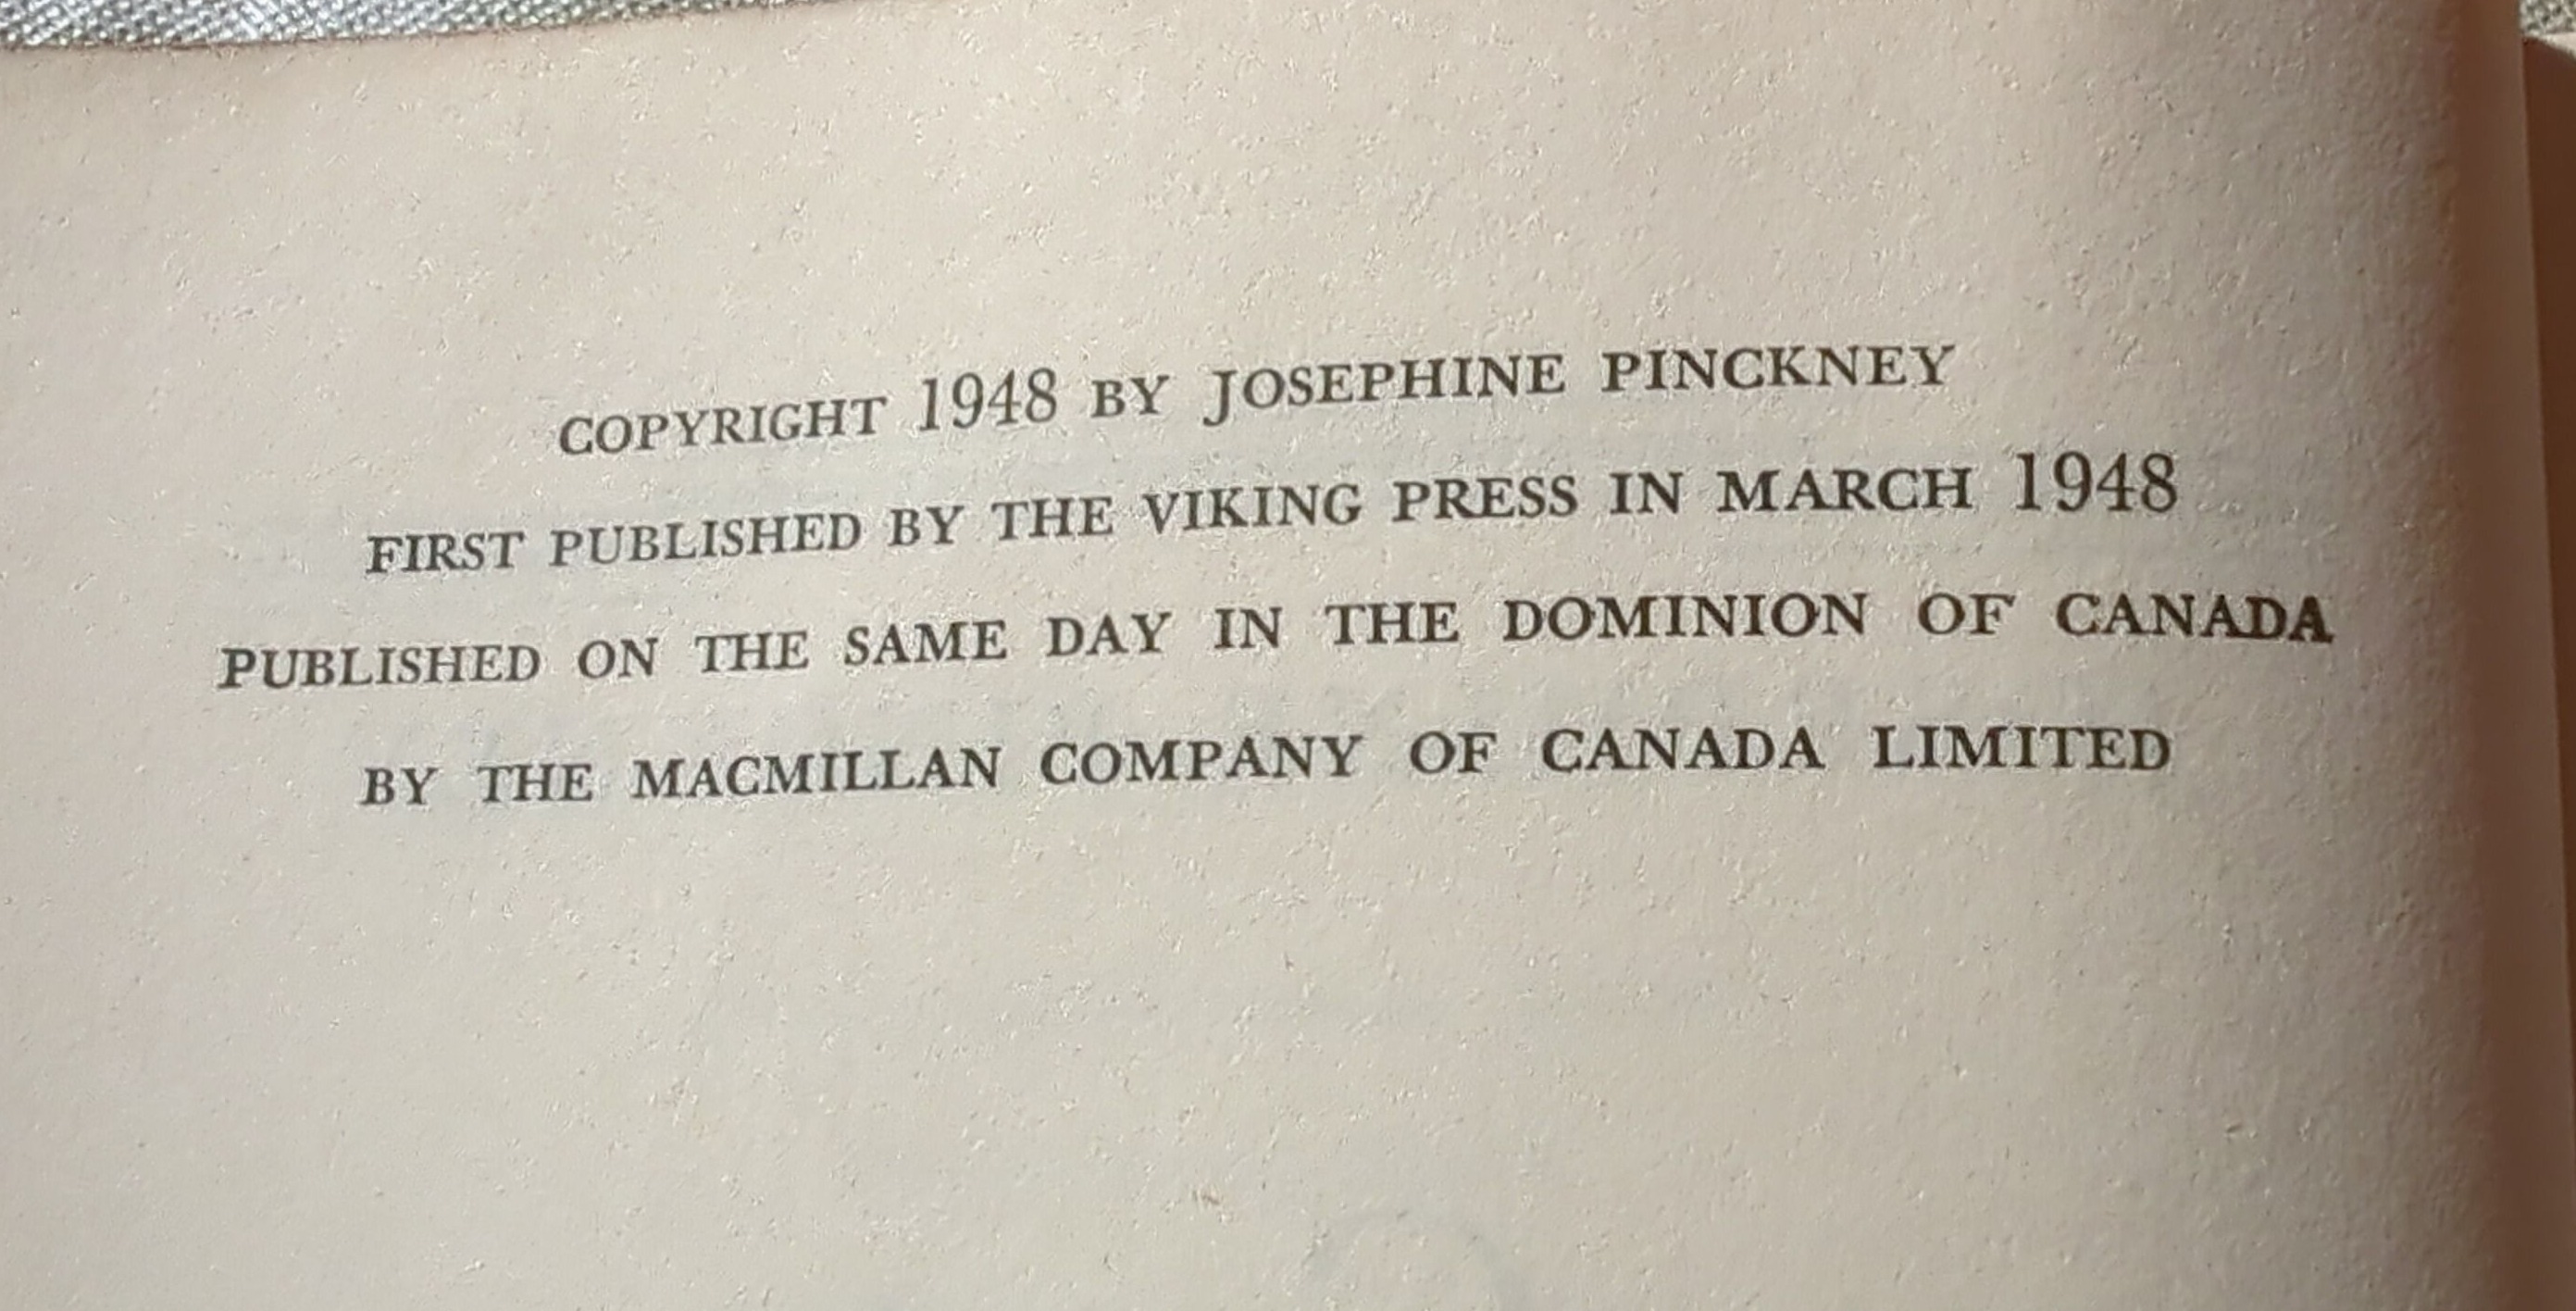 COPYRIGHT 1948 BY JOSEPHINE PINCKNEY
FIRST PUBLISHED BY THE VIKING PRESS IN MARCH 1948
PUBLISHED ON THE SAME DAY IN THE DOMINION OF CANADA
BY THE MACMILLAN COMPANY OF CANADA LIMITED